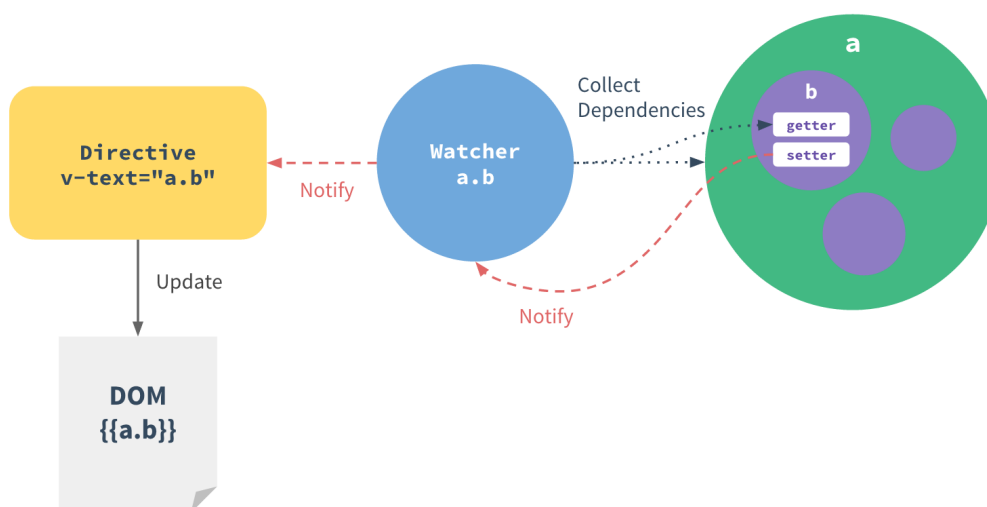 Directive
v-text="a.b"
Notify
Update
DOM
{{a.b}}
Watcher
a.b
Collect
Dependencies
Notify
a
b
getter
setter